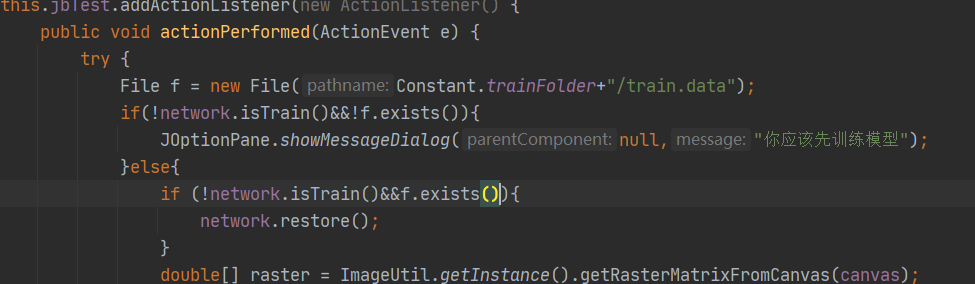 this.jbTest.addActionListener(new ActionListener() {
public void actionPerformed(ActionEvent e) {
try {
File f = new File( pathname: Constant.trainFolder+"/train.data");
if(!network.isTrain()&&!f.exists()){
JOptionPane.showMessageDialog( parentComponent: null, message: "你应该先训练模型");
}else{
if (!network.isTrain()&&f.exists()){
network.restore();
}
double[] raster = ImageUtil.getInstance().getRasterMatrixFromCanvas(canvas);